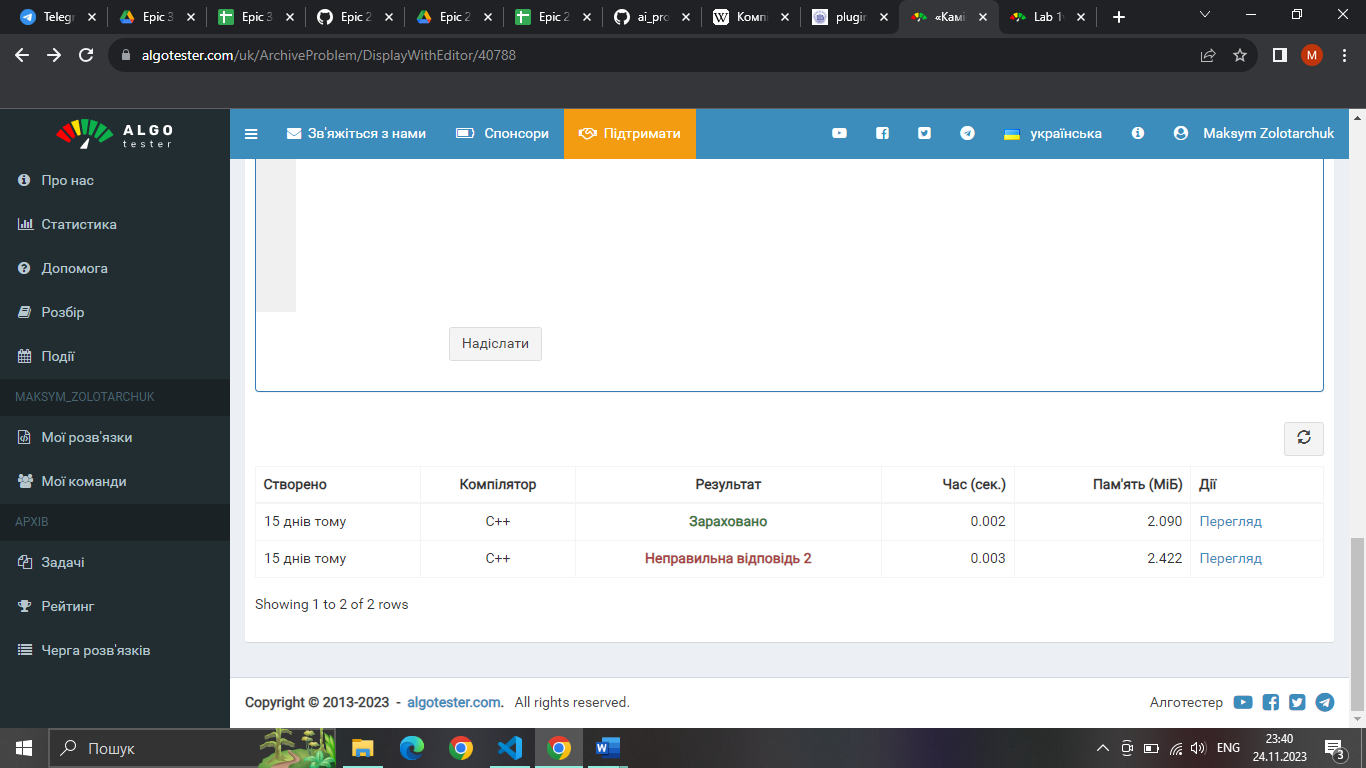 Telegr
Epic 3
Epic 3
Epic 2
Epic 2
Epic 2
ai_pro
W Компі
plugin
«Камі
Lab 1
algotester.com/uk/ArchiveProblem/DisplayWithEditor/40788
M
ALGO
tester
Зв'яжіться з нами
Спонсори
Підтримати
українська
Maksym Zolotarchuk
Про нас
Статистика
Допомога
Розбір
Події
MAKSYM_ZOLOTARCHUK
Мої розв'язки
Мої команди
АРХІВ
Задачі
Рейтинг
Черга розв'язків
Надіслати
Створено Компілятор Результат Час (сек.) Пам'ять (МіБ) Дії
15 днів тому C++ Зараховано 0.002 2.090 Перегляд
15 днів тому C++ Неправильна відповідь 2 0.003 2.422 Перегляд
Showing 1 to 2 of 2 rows
Copyright © 2013-2023 - algotester.com. All rights reserved.
Алготестер
Пошук
W
ENG
23:40
24.11.2023
3